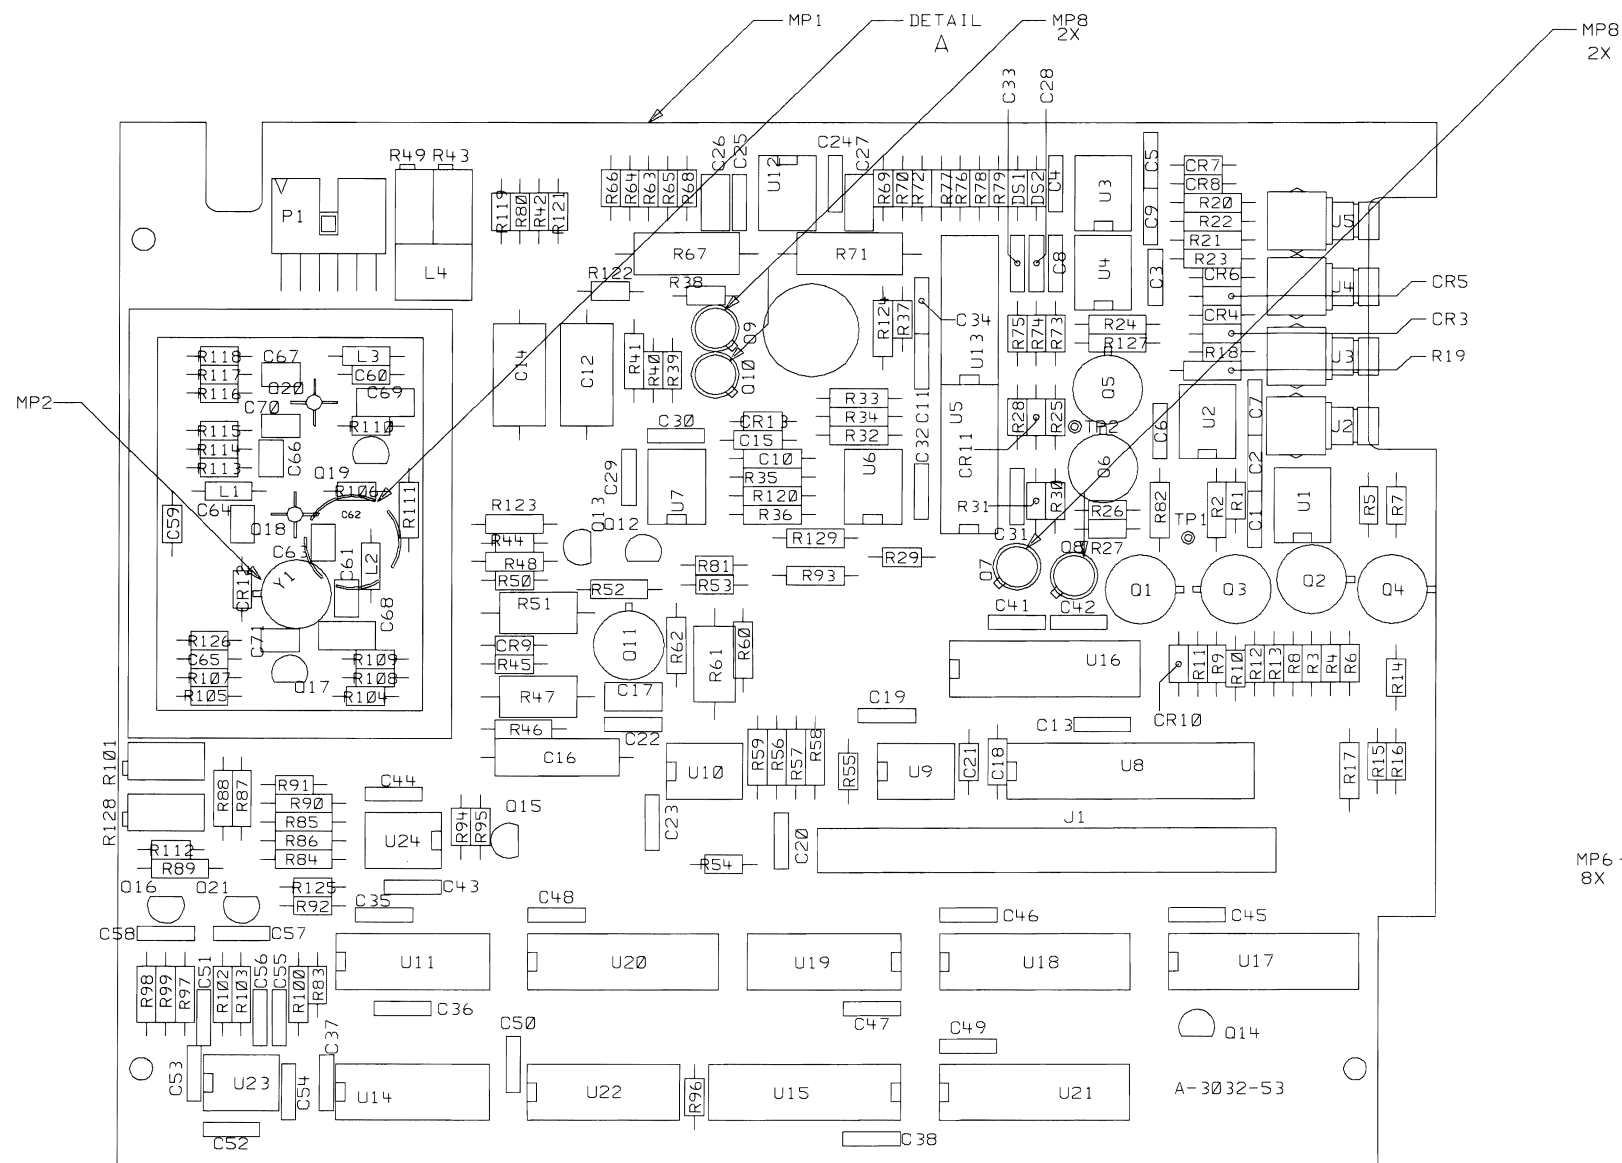 MP1
DETAIL
A
MP8
2X
MP8
2X
C33
C28
R49 R43
P1
L4
R119
R80
R42
R121
R66
R64
R63
R65
R68
C26
C25
U12
C24
C27
R69
R70
R72
R77
R76
R78
R79
DS1
DS2
C4
U3
C5
C9
CR7
CR8
R20
R22
R21
R23
J5
R67
R71
R122
R38
C8
U4
C3
CR6
J4
CR5
CR4
CR3
R18
J3
R19
C14
C12
R41
R40
R39
Q9
Q10
R124
R37
C34
U13
R75
R74
R73
R24
R127
Q5
MP2
R118
R117
R116
C67
Q20
C70
L3
C60
C69
R110
R115
R114
R113
C66
Q19
L1
C64
R106
R111
C59
Q18
C62
C63
C61
L2
CR12
Y1
C68
C71
R126
C65
R107
R105
Q17
R109
R108
R104
C30
CR13
C15
R33
R34
R32
C11
U5
R28
R25
TP2
C6
U2
C7
J2
C29
U7
C10
R35
R120
R36
U6
C32
CR11
Q6
C2
R31
R30
R26
R27
R82
R2
R1
C1
U1
R5
R7
TP1
R123
Q13
Q12
R44
R48
R50
R129
R29
C31
Q8
R81
R53
R93
Q7
Q1
Q3
Q2
Q4
R52
R51
C41
C42
CR9
R45
Q11
R62
R61
R60
U16
R11
R9
R10
R12
R13
R8
R3
R4
R6
R14
R47
C17
C19
CR10
R46
C22
C13
C16
U10
R59
R56
R57
R58
R55
U9
C21
C18
U8
R17
R15
R16
R101
R128
R88
R87
R91
R90
R85
R86
R84
C44
U24
R94
R95
Q15
C23
C20
J1
R54
R112
R89
MP6
8X
Q16
Q21
R125
R92
C43
C35
C48
C46
C45
C58
C57
U11
U20
U19
U18
U17
R98
R99
R97
C51
R102
R103
C56
C55
R100
R83
C36
C47
C37
C50
C49
Q14
C53
U23
C54
U14
U22
R96
U15
U21
A-3032-53
C52
C38